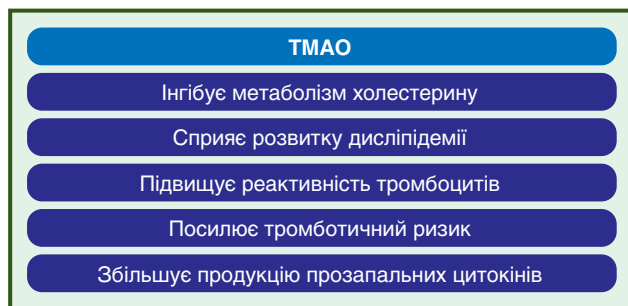 ТМАО
Інгібує метаболізм холестерину
Сприяє розвитку дисліпідемії
Підвищує реактивність тромбоцитів
Посилює тромботичний ризик
Збільшує продукцію прозапальних цитокінів